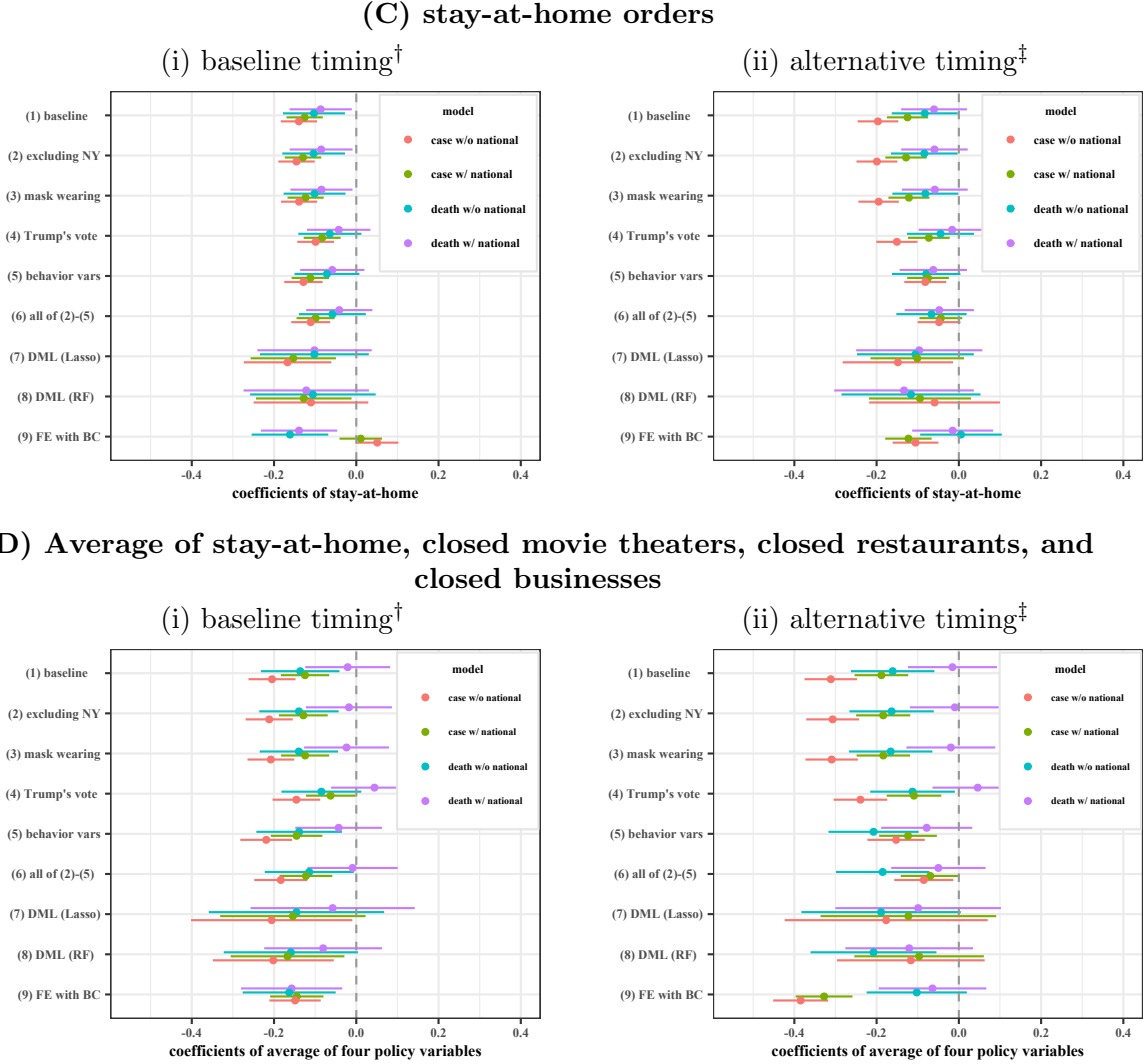 (C) stay-at-home orders
(i) baseline timing†
(ii) alternative timing‡
(1) baseline
(2) excluding NY
(3) mask wearing
(4) Trump's vote
(5) behavior vars
(6) all of (2)-(5)
(7) DML (Lasso)
(8) DML (RF)
(9) FE with BC
model
case w/o national
case w/ national
death w/o national
death w/ national
-0.4 -0.2 0.0 0.2 0.4
coefficients of stay-at-home
(1) baseline
(2) excluding NY
(3) mask wearing
(4) Trump's vote
(5) behavior vars
(6) all of (2)-(5)
(7) DML (Lasso)
(8) DML (RF)
(9) FE with BC
model
case w/o national
case w/ national
death w/o national
death w/ national
-0.4 -0.2 0.0 0.2 0.4
coefficients of stay-at-home
D) Average of stay-at-home, closed movie theaters, closed restaurants, and
closed businesses
(i) baseline timing†
(ii) alternative timing‡
(1) baseline
(2) excluding NY
(3) mask wearing
(4) Trump's vote
(5) behavior vars
(6) all of (2)-(5)
(7) DML (Lasso)
(8) DML (RF)
(9) FE with BC
model
case w/o national
case w/ national
death w/o national
death w/ national
-0.4 -0.2 0.0 0.2 0.4
coefficients of average of four policy variables
(1) baseline
(2) excluding NY
(3) mask wearing
(4) Trump's vote
(5) behavior vars
(6) all of (2)-(5)
(7) DML (Lasso)
(8) DML (RF)
(9) FE with BC
model
case w/o national
case w/ national
death w/o national
death w/ national
-0.4 -0.2 0.0 0.2 0.4
coefficients of average of four policy variables